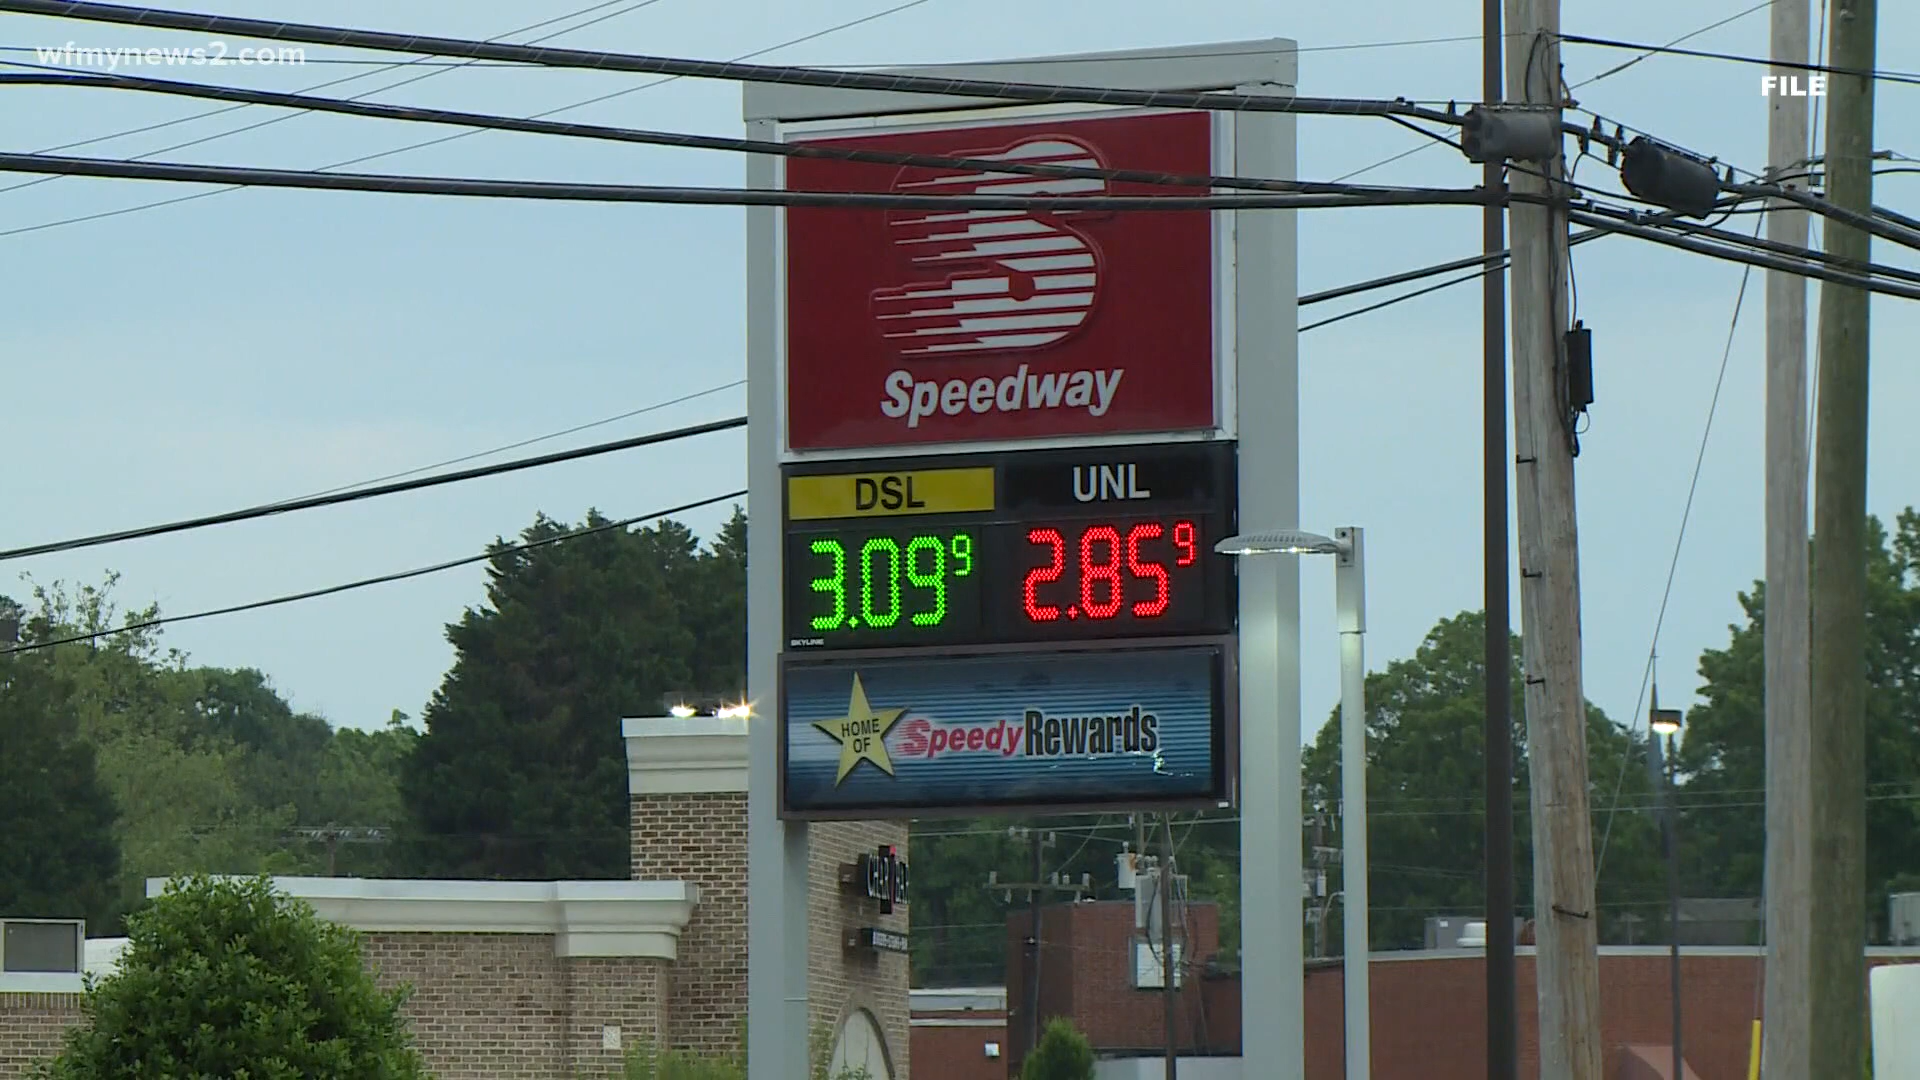 wfmynews2.com
FILE
Speedway
DSL UNL
3.09 9 2.85 9
SKYLINE
HOME OF SpeedyRewards